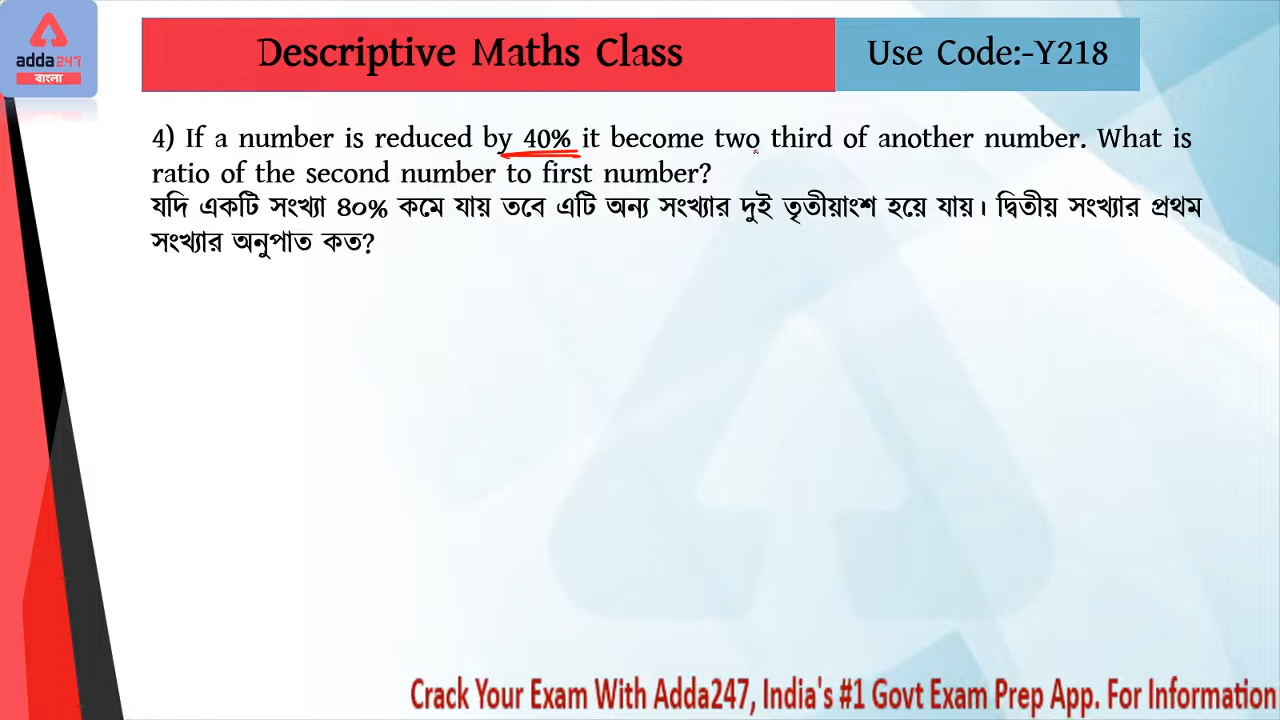 adda247
বাংলা
Descriptive Maths Class
Use Code:-Y218
4) If a number is reduced by 40% it become two third of another number. What is
ratio of the second number to first number?
যদি একটি সংখ্যা ৪০% কমে যায় তবে এটি অন্য সংখ্যার দুই তৃতীয়াংশ হয়ে যায়। দ্বিতীয় সংখ্যার প্রথম
সংখ্যার অনুপাত কত?
Crack Your Exam With Adda247, India's #1 Govt Exam Prep App. For Information